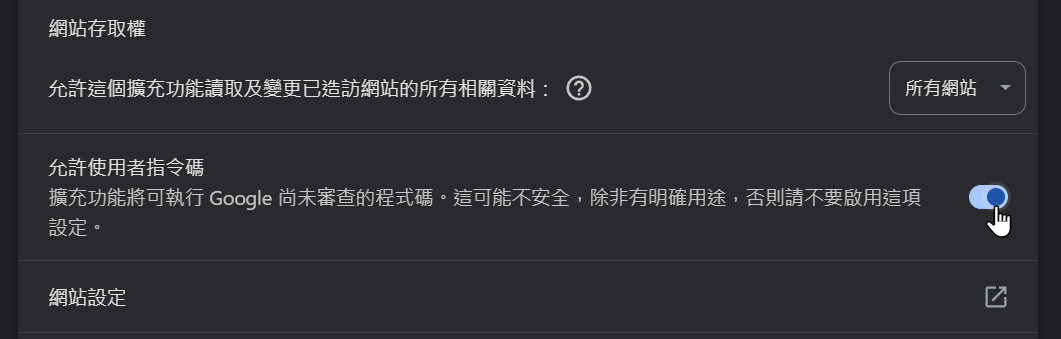 網站存取權
允許這個擴充功能讀取及變更已造訪網站的所有相關資料：
所有網站
允許使用者指令碼
擴充功能將可執行 Google 尚未審查的程式碼。這可能不安全，除非有明確用途，否則請不要啟用這項
設定。
網站設定